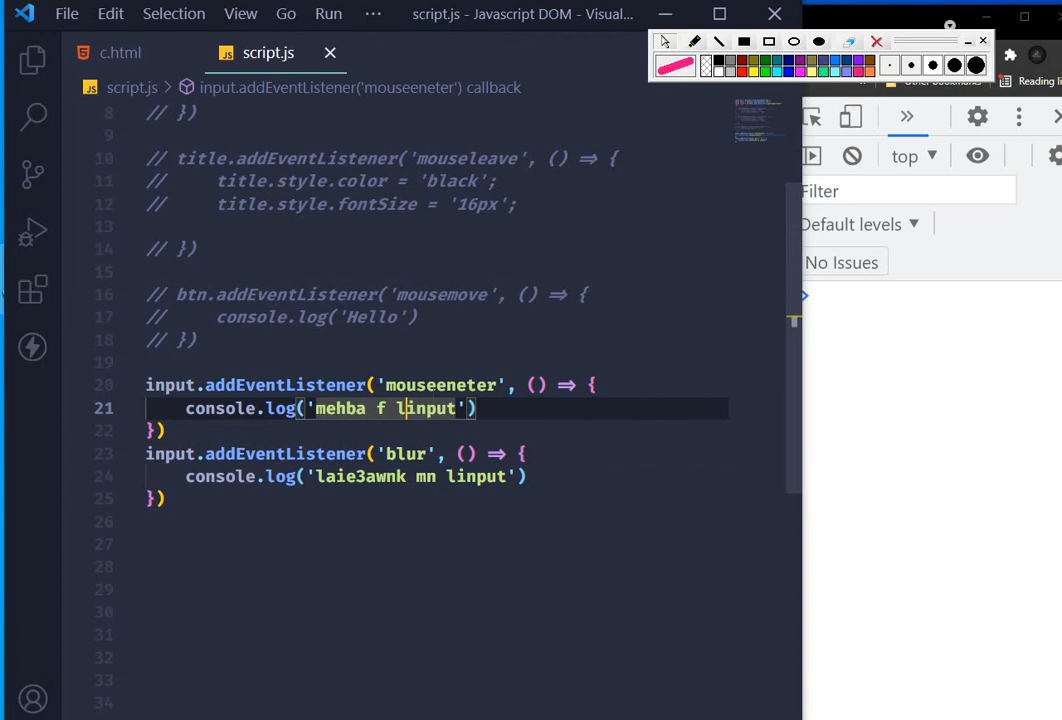 File Edit Selection View Go Run ··· script.js - Javascript DOM - Visual...
c.html script.js
script.js > input.addEventListener('mouseeneter') callback
8 // })
9
10 // title.addEventListener('mouseleave', () => {
11 //     title.style.color = 'black';
12 //     title.style.fontSize = '16px';
13
14 // })
15
16 // btn.addEventListener('mousemove', () => {
17 //     console.log('Hello')
18 // })
19
20 input.addEventListener('mouseeneter', () => {
21     console.log('mehba f linput')
22 })
23 input.addEventListener('blur', () => {
24     console.log('laie3awnk mn linput')
25 })
26
27
28
29
30
31
32
33
34
Reading li
top
Filter
Default levels
No Issues